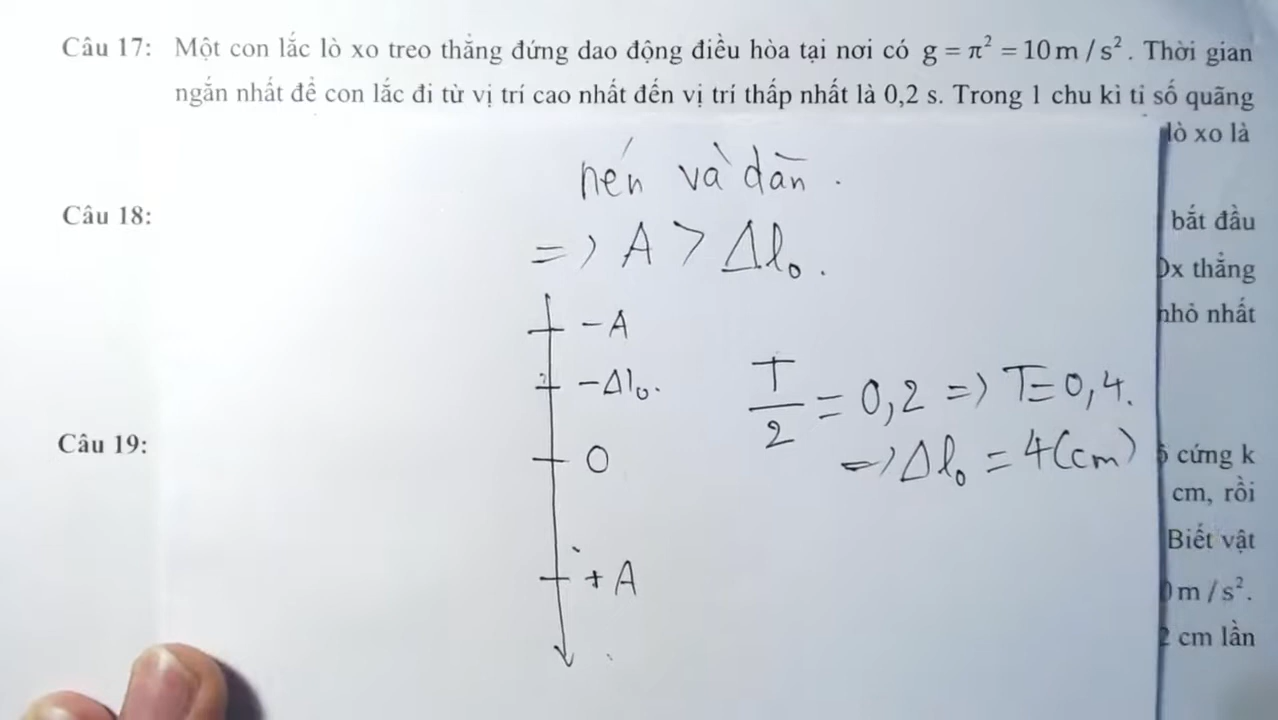 Câu 17: Một con lắc lò xo treo thẳng đứng dao động điều hòa tại nơi có g = π² = 10 m / s². Thời gian
ngắn nhất để con lắc đi từ vị trí cao nhất đến vị trí thấp nhất là 0,2 s. Trong 1 chu kì tỉ số quãng
lò xo là
nén và dãn.
=> A > Δl₀.
Câu 18:
bắt đầu
Ox thẳng
nhỏ nhất
-A
-Δl₀.
O
+A
T/2 = 0,2 => T = 0,4.
=> Δl₀ = 4 (cm)
Câu 19:
cứng k
cm, rồi
Biết vật
m / s².
2 cm lần